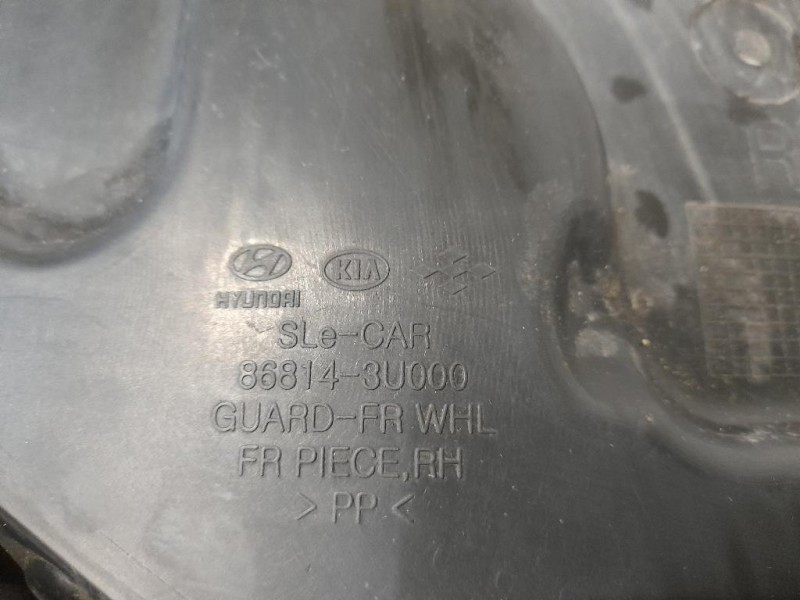 HYUNDAI KIA
SLe-CAR
86814-3U000
GUARD-FR WHL
FR PIECE,RH
>PP<
R